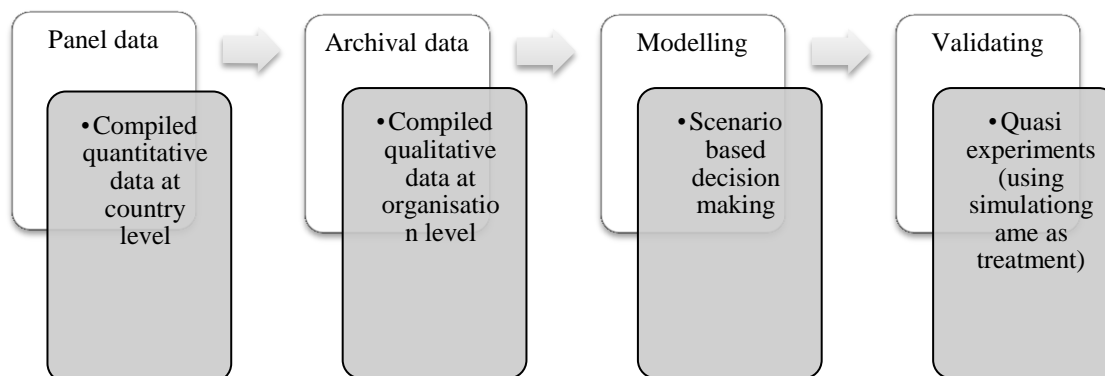 Panel data
•Compiled
quantitative
data at
country
level
Archival data
•Compiled
qualitative
data at
organisatio
n level
Modelling
•Scenario
based
decision
making
Validating
•Quasi
experiments
(using
simulationg
ame as
treatment)